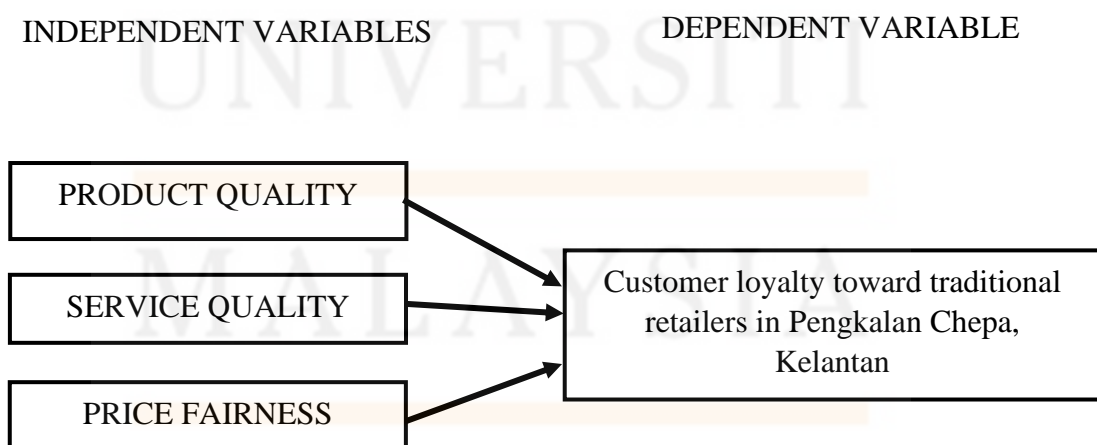 INDEPENDENT VARIABLES
DEPENDENT VARIABLE
UNIVERSITI
PRODUCT QUALITY
MALAYSIA
SERVICE QUALITY
Customer loyalty toward traditional
retailers in Pengkalan Chepa,
Kelantan
PRICE FAIRNESS